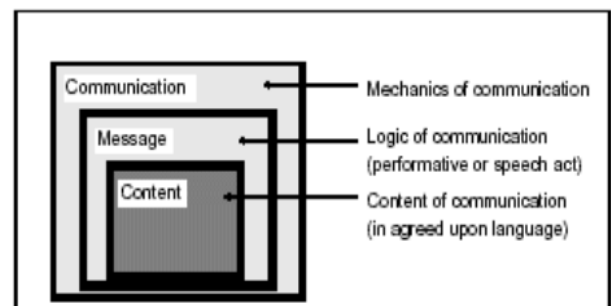 Communication
Mechanics of communication
Message
Logic of communication
(performative or speech act)
Content
Content of communication
(in agreed upon language)